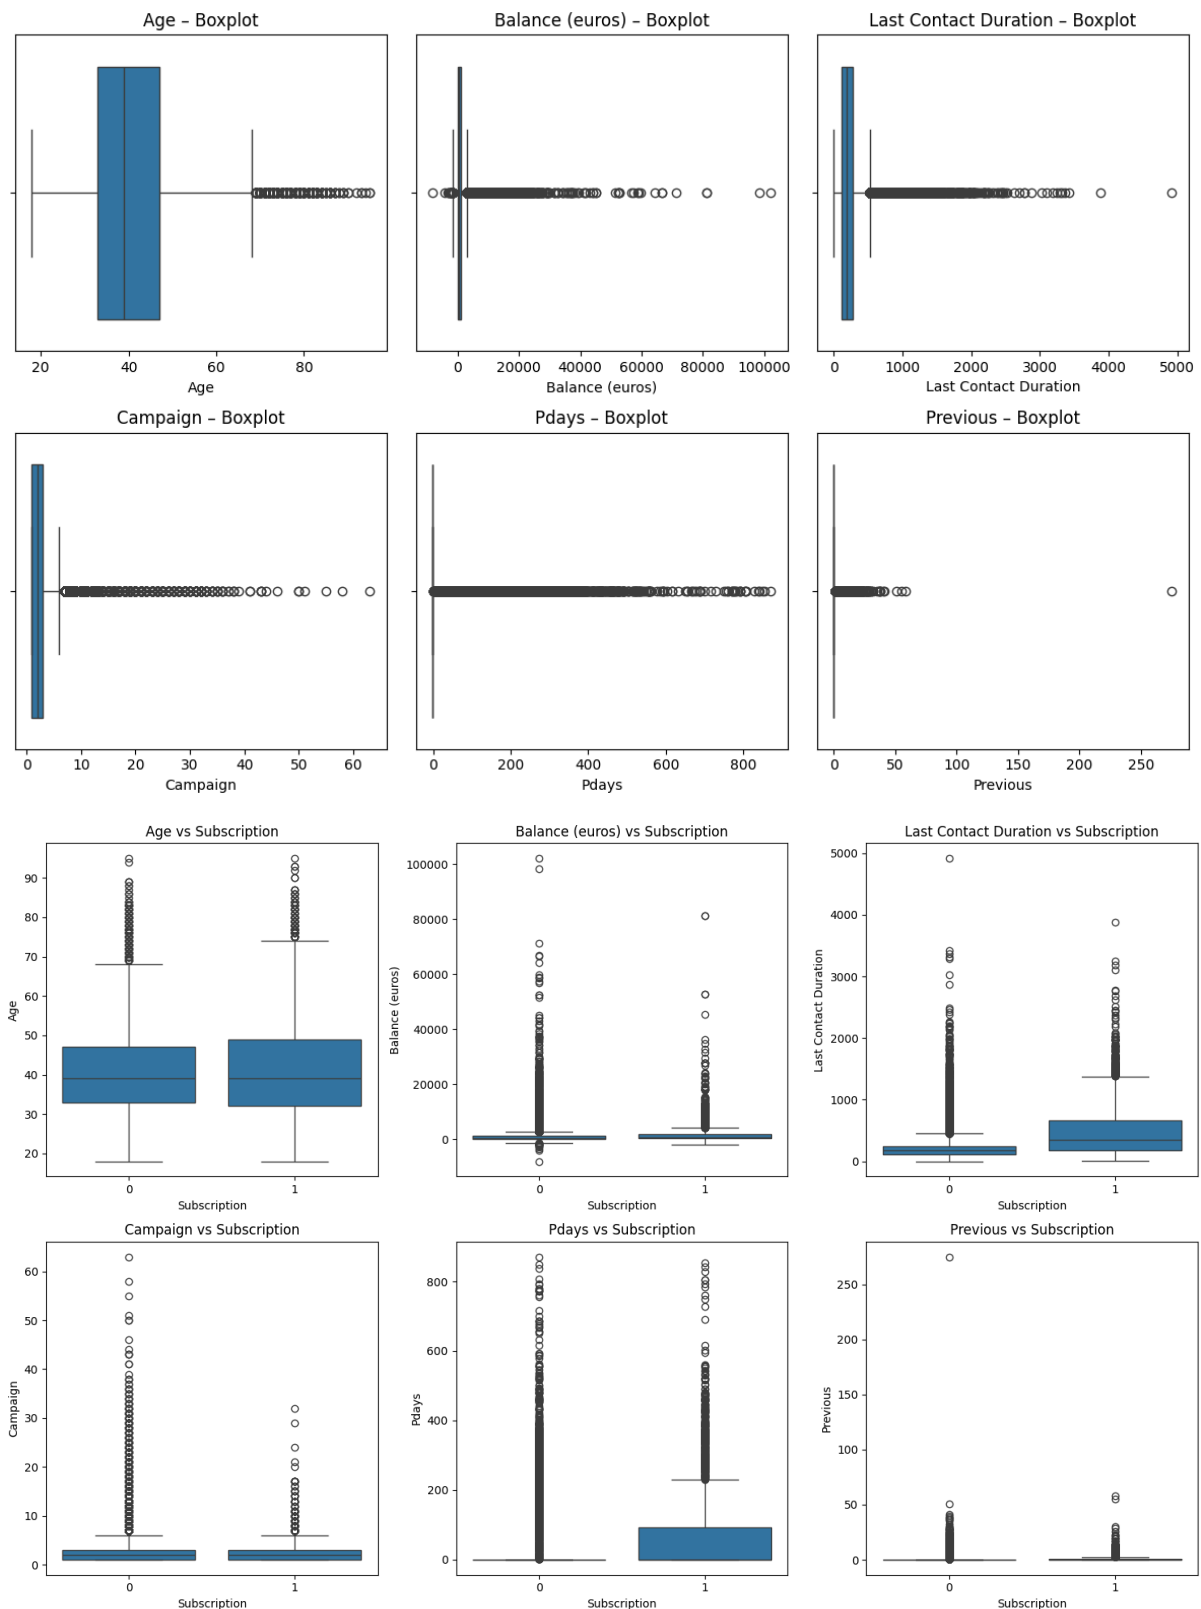 Age – Boxplot
Balance (euros) – Boxplot
Last Contact Duration – Boxplot
20 40 60 80
Age
0 20000 40000 60000 80000 100000
Balance (euros)
0 1000 2000 3000 4000 5000
Last Contact Duration
Campaign – Boxplot
Pdays – Boxplot
Previous – Boxplot
0 10 20 30 40 50 60
Campaign
0 200 400 600 800
Pdays
0 50 100 150 200 250
Previous
Age vs Subscription
90
80
70
60
50
40
30
20
Age
0 1
Subscription
Balance (euros) vs Subscription
100000
80000
60000
40000
20000
0
Balance (euros)
0 1
Subscription
Last Contact Duration vs Subscription
5000
4000
3000
2000
1000
0
Last Contact Duration
0 1
Subscription
Campaign vs Subscription
60
50
40
30
20
10
0
Campaign
0 1
Subscription
Pdays vs Subscription
800
600
400
200
0
Pdays
0 1
Subscription
Previous vs Subscription
250
200
150
100
50
0
Previous
0 1
Subscription